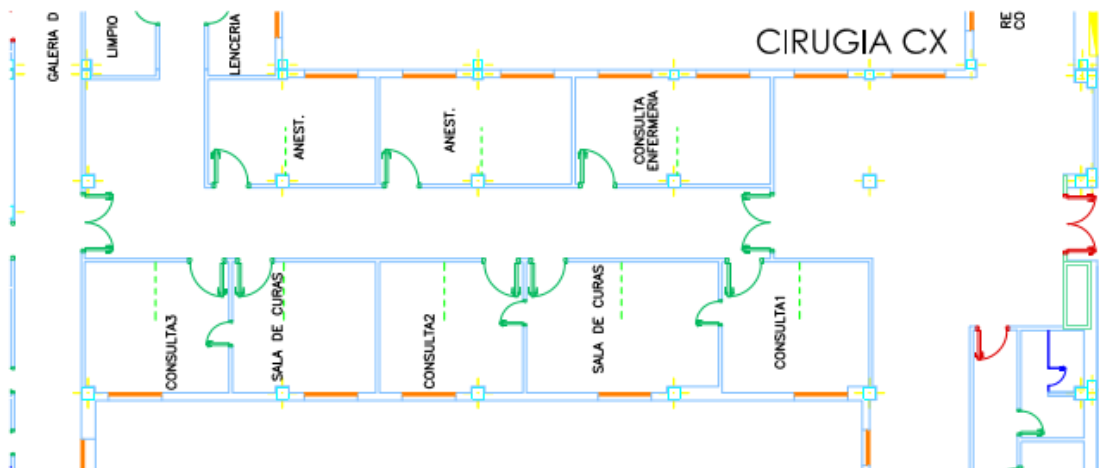 GALERIA D
LIMPIO
LENCERIA
CIRUGIA CX
RE
CO
ANEST.
ANEST.
CONSULTA
ENFERMERIA
CONSULTA3
SALA DE CURAS
CONSULTA2
SALA DE CURAS
CONSULTA1